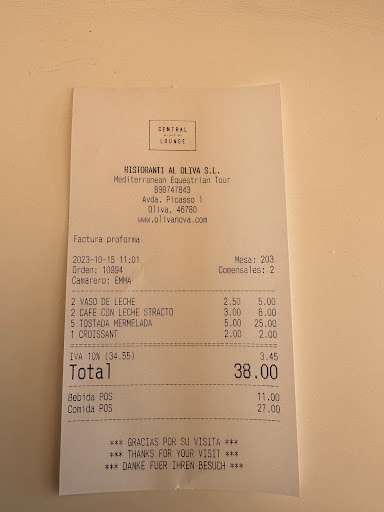 CENTRAL
LOUNGE
RISTORANTI AL OLIVA S.L.
Mediterranean Equestrian Tour
B98747843
Avda. Picasso 1
Oliva, 46780
www.olivanova.com
Factura proforma
2023-10-15 11:01 Mesa: 203
Orden: 10994 Comensales: 2
Camarero: EMMA
2 VASO DE LECHE 2.50 5.00
2 CAFE CON LECHE STRACTO 3.00 6.00
5 TOSTADA MERMELADA 5.00 25.00
1 CROISSANT 2.00 2.00
IVA 10% (34.55) 3.45
Total 38.00
Bebida POS 11.00
Comida POS 27.00
*** GRACIAS POR SU VISITA ***
*** THANKS FOR YOUR VISIT ***
*** DANKE FUER IHREN BESUCH ***